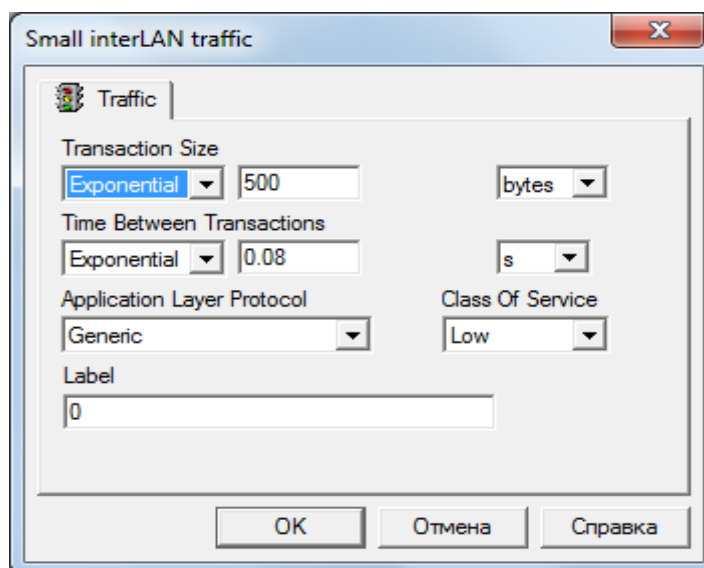 Small interLAN traffic
Traffic
Transaction Size
Exponential 500 bytes
Time Between Transactions
Exponential 0.08 s
Application Layer Protocol Class Of Service
Generic Low
Label
0
OK Отмена Справка